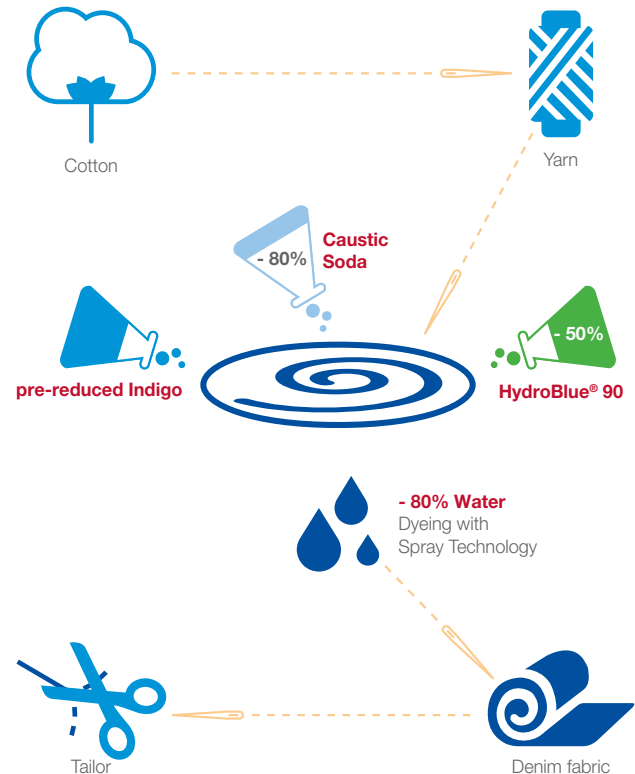 Cotton
Yarn
- 80%
Caustic
Soda
- 50%
pre-reduced Indigo
HydroBlue® 90
- 80% Water
Dyeing with
Spray Technology
Tailor
Denim fabric